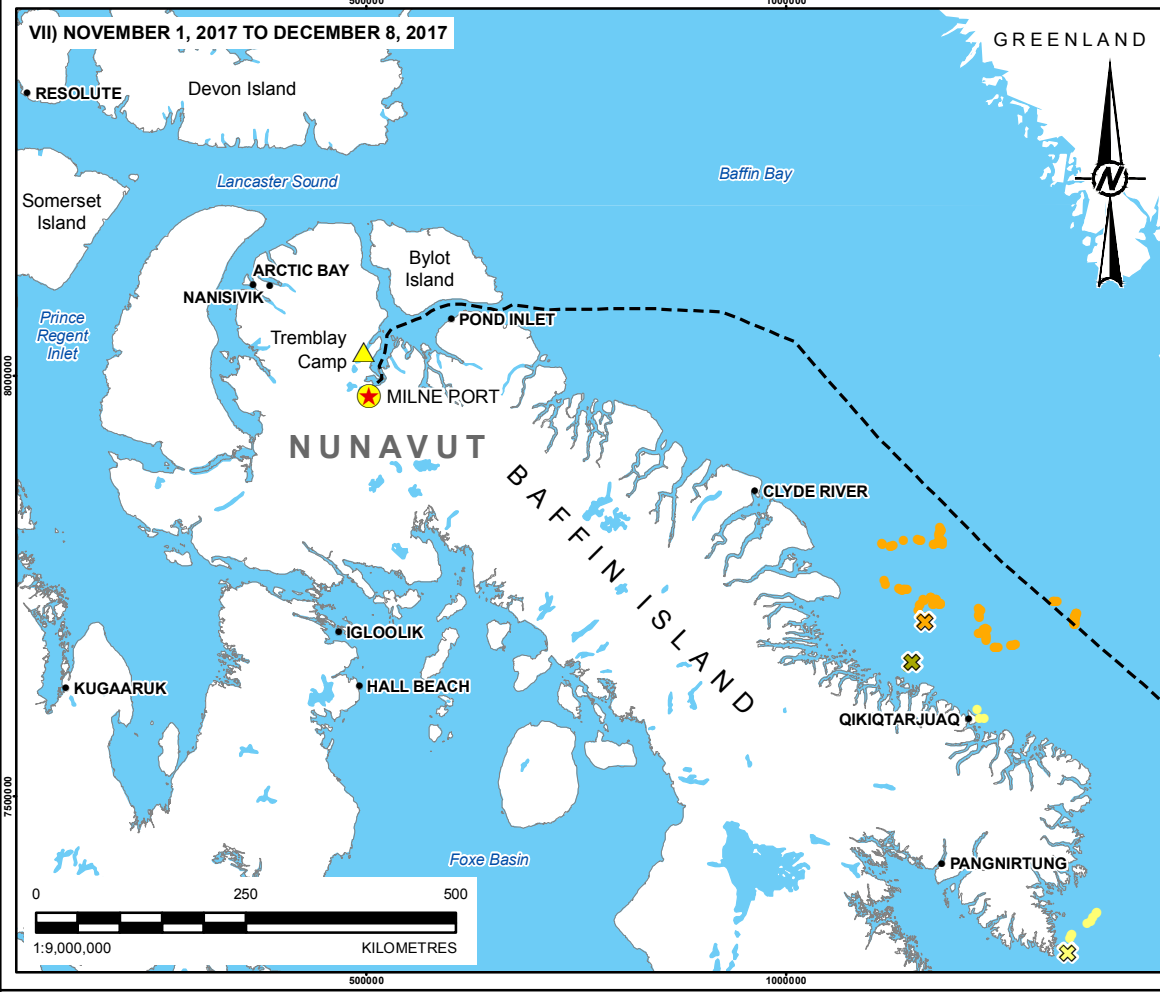 500000
1000000
VII) NOVEMBER 1, 2017 TO DECEMBER 8, 2017
GREENLAND
RESOLUTE
Devon Island
N
Lancaster Sound
Baffin Bay
Somerset
Island
Bylot
Island
ARCTIC BAY
NANISIVIK
Prince
Regent
Inlet
POND INLET
Tremblay
Camp
8000000
MILNE PORT
NUNAVUT
BAFFIN ISLAND
CLYDE RIVER
IGLOOLIK
KUGAARUK
HALL BEACH
QIKIQTARJUAQ
7500000
Foxe Basin
PANGNIRTUNG
0
250
500
1:9,000,000
KILOMETRES
500000
1000000